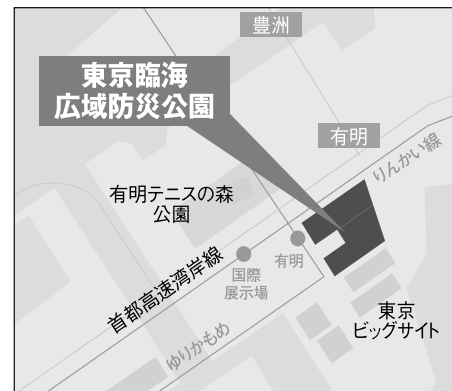 豊洲
東京臨海
広域防災公園
有明
りんかい線
有明テニスの森
公園
首都高速湾岸線
有明
国際
展示場
東京
ビッグサイト
ゆりかもめ